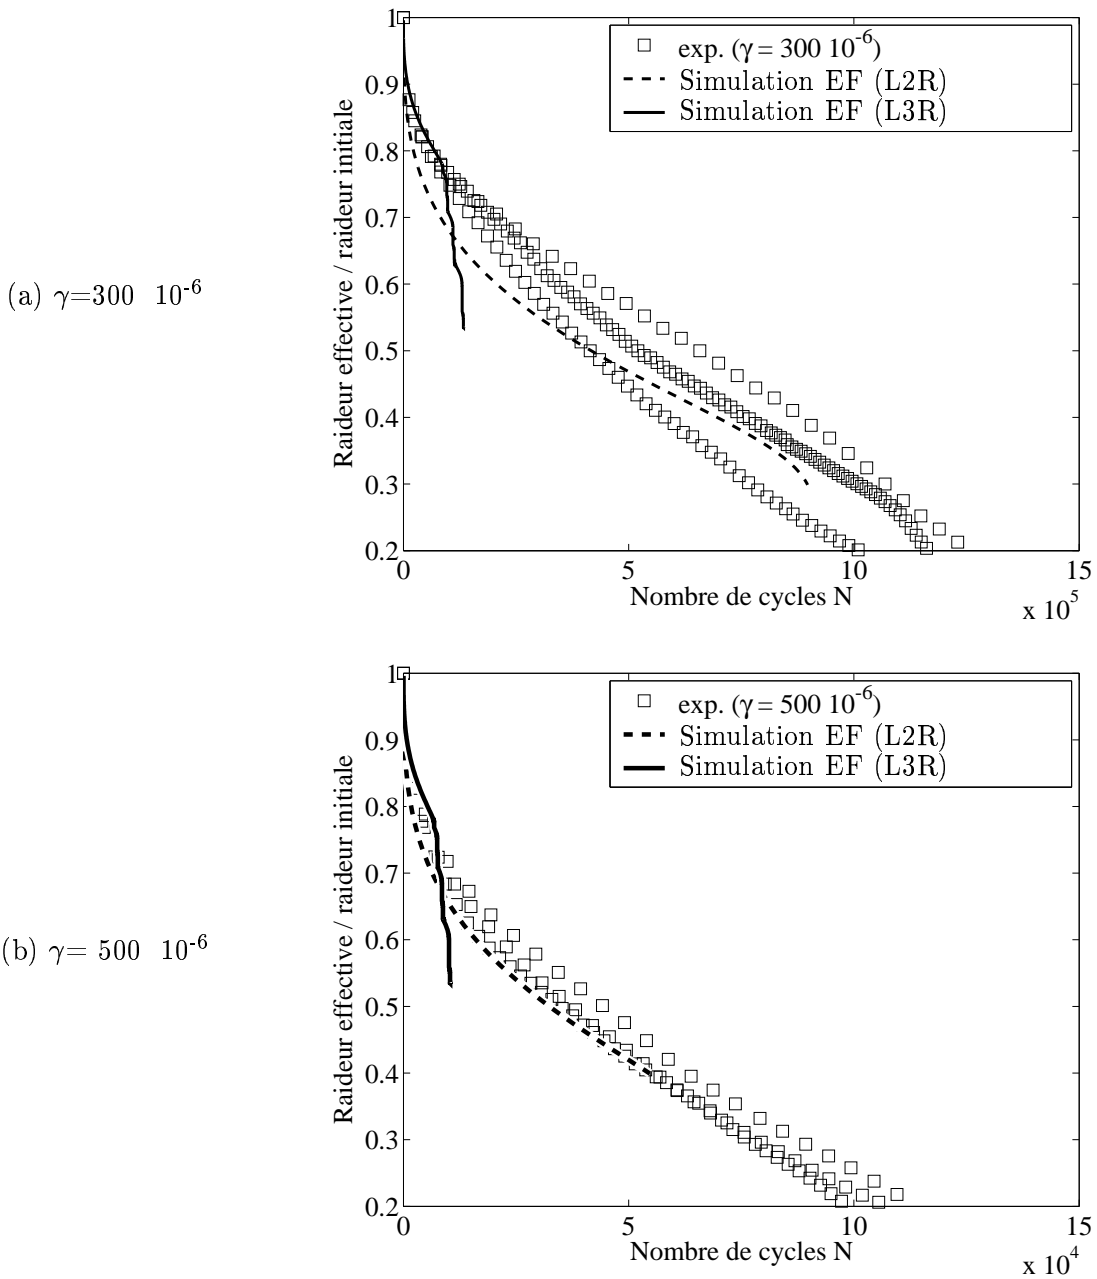 1
0.9
0.8
0.7
0.6
0.5
0.4
0.3
0.2
0
5
10
15
x 10^5
Nombre de cycles N
Raideur effective / raideur initiale
exp. (γ = 300 10^-6)
Simulation EF (L2R)
Simulation EF (L3R)
(a) γ=300 10^-6
1
0.9
0.8
0.7
0.6
0.5
0.4
0.3
0.2
0
5
10
15
x 10^4
Nombre de cycles N
Raideur effective / raideur initiale
exp. (γ = 500 10^-6)
Simulation EF (L2R)
Simulation EF (L3R)
(b) γ= 500 10^-6